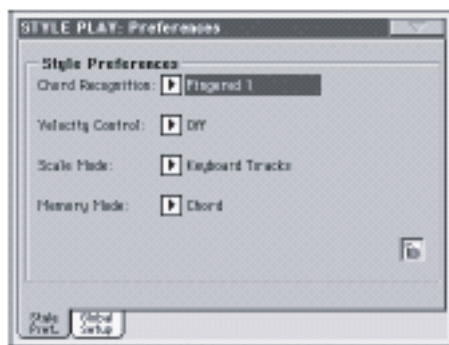 STYLE PLAY: Preferences
Style Preferences
Chord Recognition: Fingered 1
Velocity Control: Off
Scale Mode: Keyboard Tracks
Memory Mode: Chord
Style Pref.
Global Setup